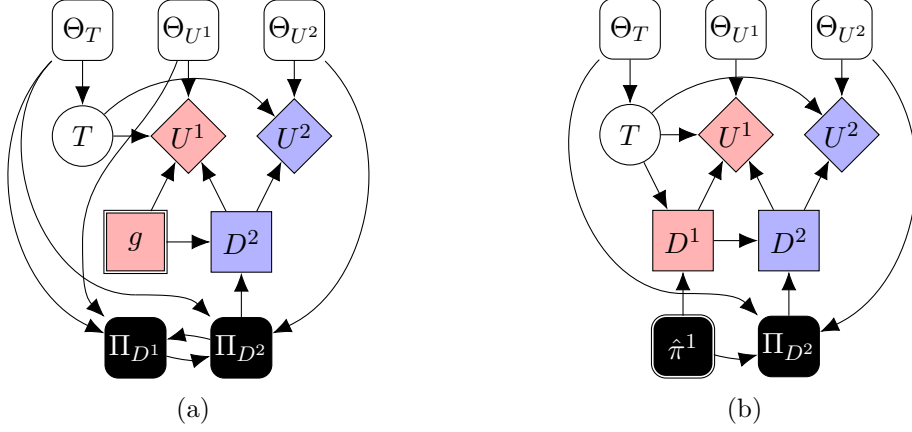 Θ_T Θ_{U^1} Θ_{U^2} Θ_T Θ_{U^1} Θ_{U^2}
T U^1 U^2 T U^1 U^2
g D^2 D^1 D^2
Π_{D^1} Π_{D^2} π̂^1 Π_{D^2}
(a) (b)